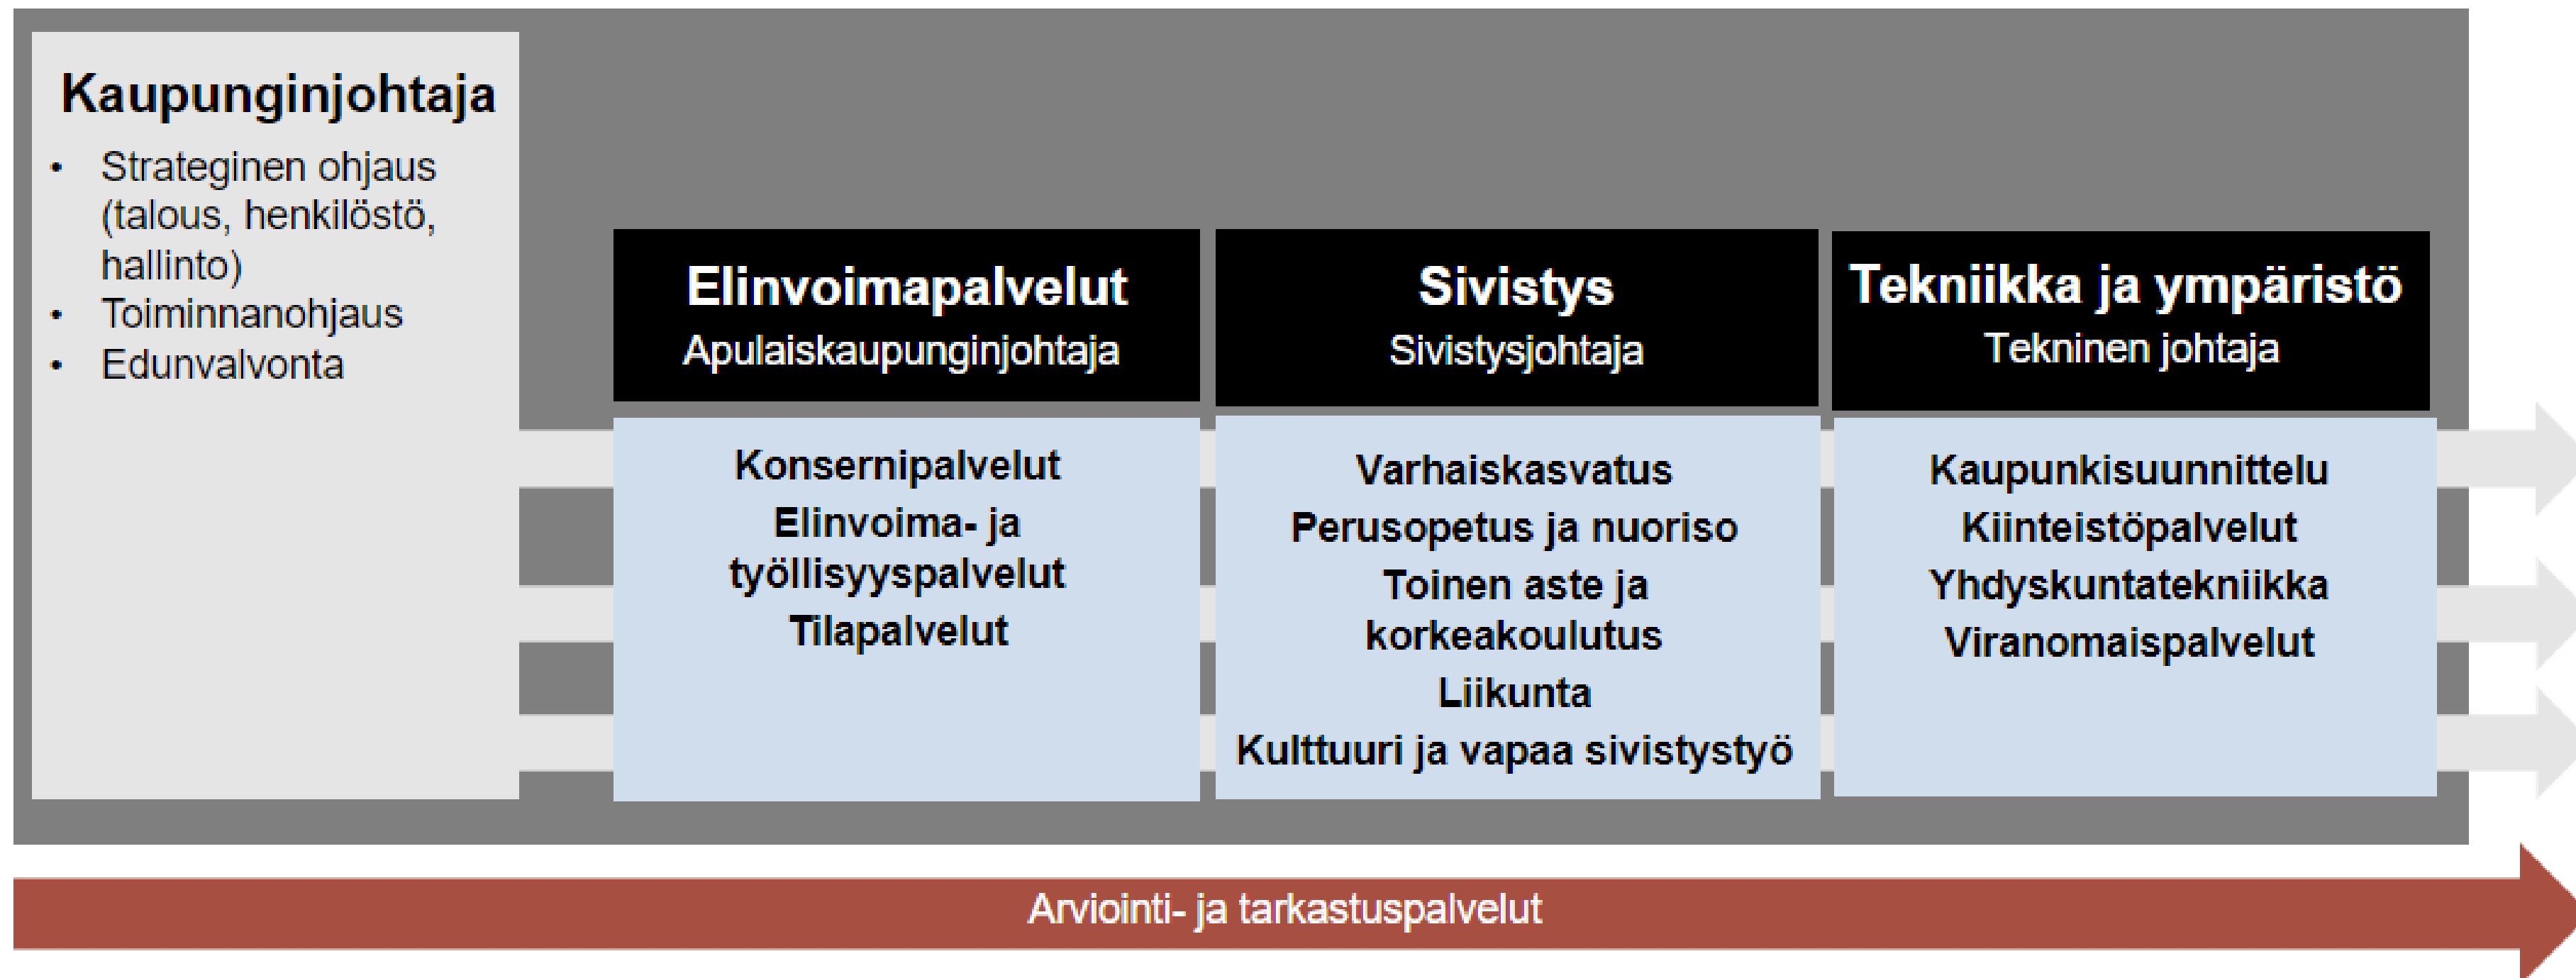 Kaupunginjohtaja
• Strateginen ohjaus
(talous, henkilöstö,
hallinto)
• Toiminnanohjaus
• Edunvalvonta
Elinvoimapalvelut
Apulaiskaupunginjohtaja
Konsernipalvelut
Elinvoima- ja
työllisyyspalvelut
Tilapalvelut
Sivistys
Sivistysjohtaja
Varhaiskasvatus
Perusopetus ja nuoriso
Toinen aste ja
korkeakoulutus
Liikunta
Kulttuuri ja vapaa sivistystyö
Tekniikka ja ympäristö
Tekninen johtaja
Kaupunkisuunnittelu
Kiinteistöpalvelut
Yhdyskuntatekniikka
Viranomaispalvelut
Arviointi- ja tarkastuspalvelut